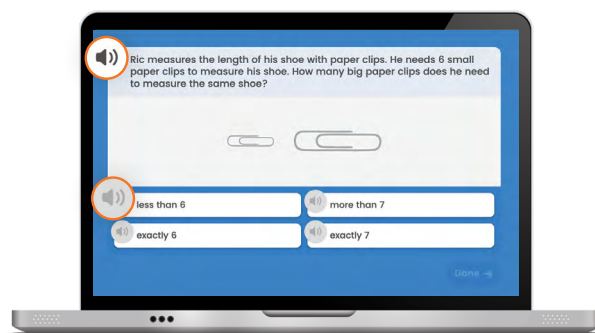 Ric measures the length of his shoe with paper clips. He needs 6 small
paper clips to measure his shoe. How many big paper clips does he need
to measure the same shoe?
less than 6
more than 7
exactly 6
exactly 7
Done